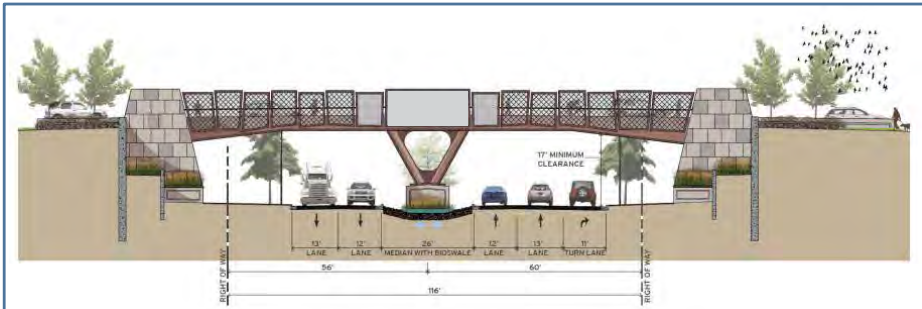 17' MINIMUM
CLEARANCE
13'
LANE
12'
LANE
26'
MEDIAN WITH BIOSWALE
12'
LANE
13'
LANE
11'
TURN LANE
56'
60'
116'
RIGHT OF WAY
RIGHT OF WAY